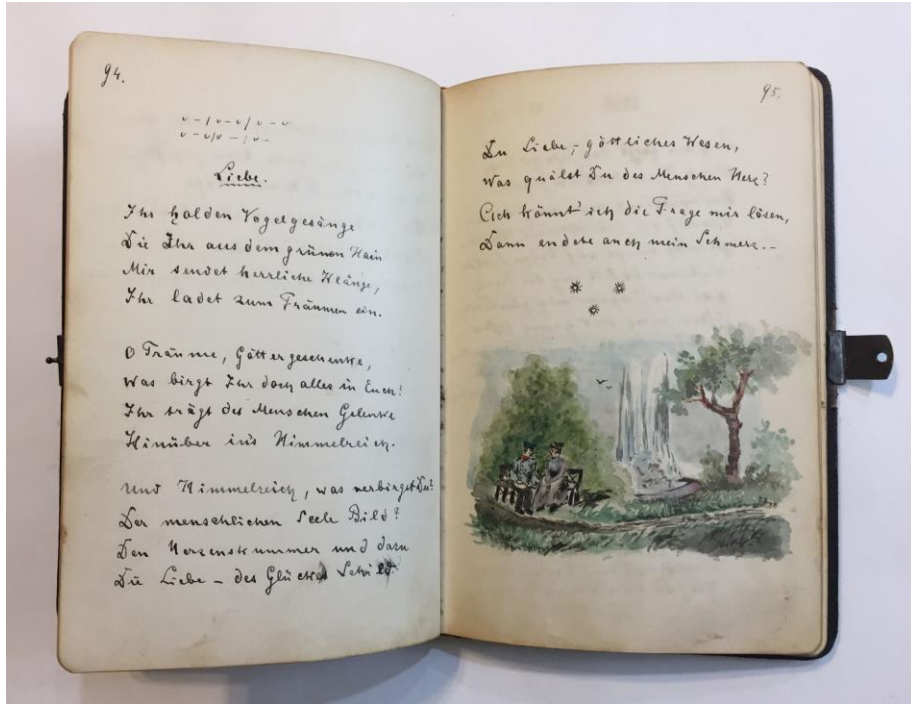 94.
Liebe.
Ihr holden Vogelgesänge
Die Ihr aus dem grünen Hain
Mir sendet herrliche Klänge,
Ihr ladet zum Träumen ein.
O Träume, Göttergeschenke,
Was birgt Ihr doch alles in Euch!
Ihr trägt des Menschen Gelenke
Hinüber in's Himmelreich.
Und Himmelreich, was verbirgst Du?
Der menschlichen Seele Bild?
Den Herzenskummer und dazu
Die Liebe – des Glückes Schild.
95.
Du Liebe, göttliches Wesen,
Was quälst Du des Menschen Herz?
Ach könnt' ich die Frage mir lösen,
Dann endete auch mein Schmerz. –